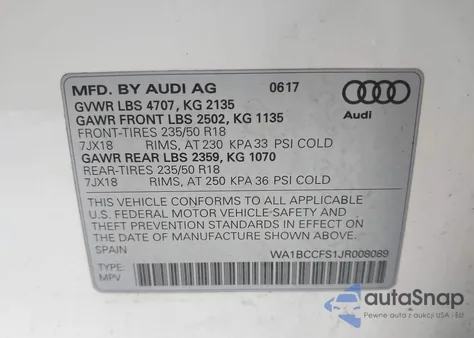 MFD. BY AUDI AG 0617
GVWR LBS 4707, KG 2135
GAWR FRONT LBS 2502, KG 1135
FRONT-TIRES 235/50 R18
7JX18 RIMS, AT 230 KPA 33 PSI COLD
GAWR REAR LBS 2359, KG 1070
REAR-TIRES 235/50 R18
7JX18 RIMS, AT 250 KPA 36 PSI COLD
Audi
THIS VEHICLE CONFORMS TO ALL APPLICABLE
U.S. FEDERAL MOTOR VEHICLE SAFETY AND
THEFT PREVENTION STANDARDS IN EFFECT ON
THE DATE OF MANUFACTURE SHOWN ABOVE.
SPAIN WA1BCCFS1JR008089
TYPE:
MPV
autoSnap
Pewne auta z USA i EU